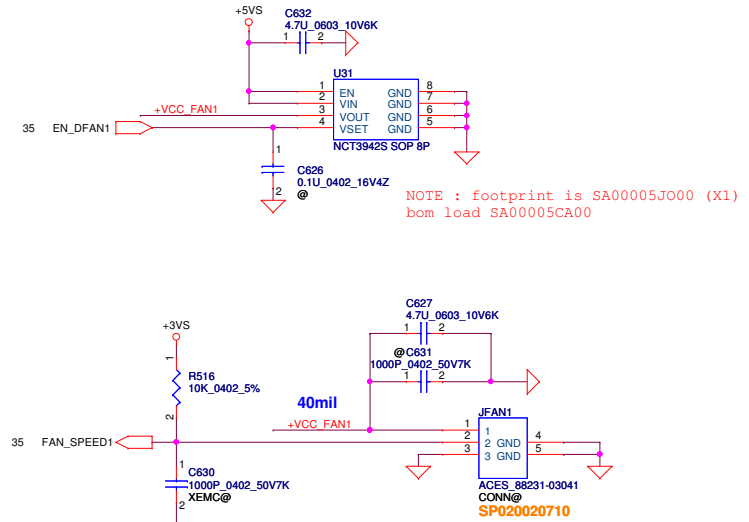 +5VS
C632
4.7U_0603_10V6K
1 2
U31
1 EN GND 8
2 VIN GND 7
+VCC_FAN1 3 VOUT GND 6
35 EN_DFAN1 4 VSET GND 5
NCT3942S SOP 8P
1
C626
0.1U_0402_16V4Z
2 @
NOTE : footprint is SA00005JO00 (X1)
bom load SA00005CA00
C627
4.7U_0603_10V6K
+3VS
1 2
@C631
1000P_0402_50V7K
1
R516
1 2
10K_0402_5%
40mil
2
JFAN1
+VCC_FAN1 1 1
35 FAN_SPEED1 2 2 GND 4
3 3 GND 5
1
C630
1000P_0402_50V7K
XEMC@
2
ACES_88231-03041
CONN@
SP020020710